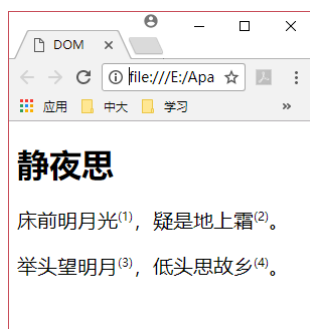 DOM
file:///E:/Apa
应用 中大 学习 »
静夜思
床前明月光(1)，疑是地上霜(2)。
举头望明月(3)，低头思故乡(4)。